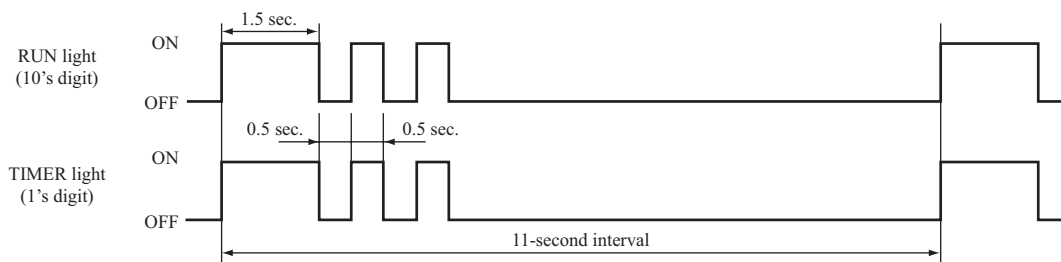 1.5 sec.
ON
RUN light
(10’s digit)
OFF
0.5 sec.
0.5 sec.
ON
TIMER light
(1’s digit)
OFF
11-second interval